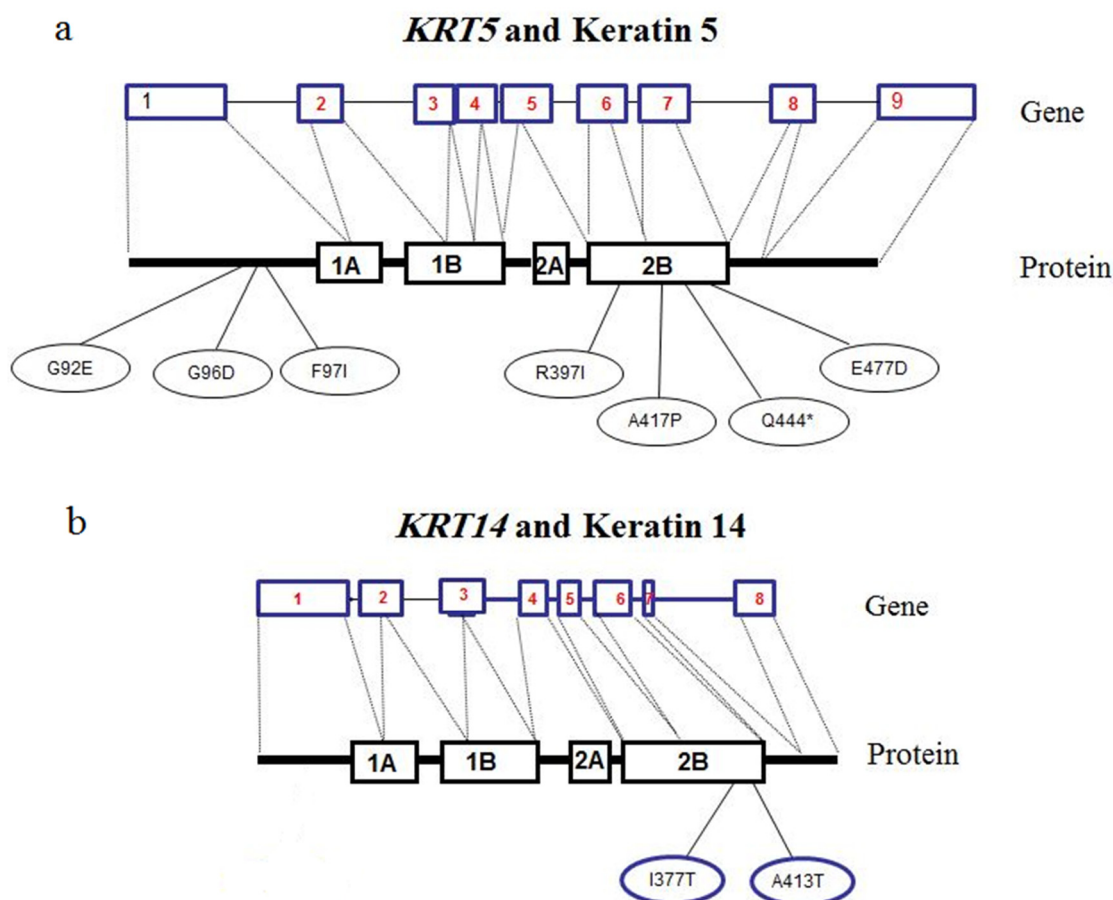 a
KRT5 and Keratin 5
1 2 3 4 5 6 7 8 9 Gene
1A 1B 2A 2B Protein
G92E G96D F97I R397I E477D
A417P Q444*
b
KRT14 and Keratin 14
1 2 3 4 5 6 7 8 Gene
1A 1B 2A 2B Protein
I377T A413T